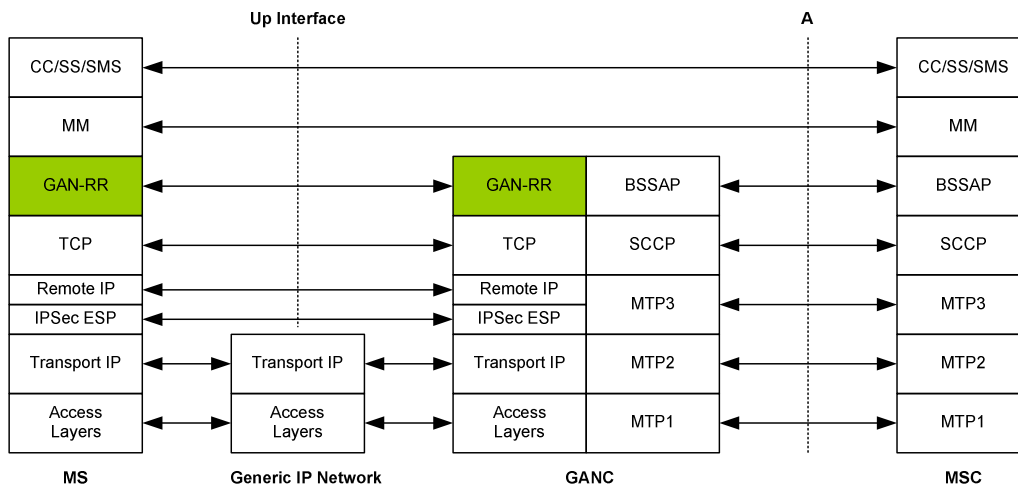 Up Interface
A
CC/SS/SMS
CC/SS/SMS
MM
MM
GAN-RR
GAN-RR
BSSAP
BSSAP
TCP
TCP
SCCP
SCCP
Remote IP
Remote IP
MTP3
MTP3
IPSec ESP
IPSec ESP
Transport IP
Transport IP
Transport IP
MTP2
MTP2
Access
Layers
Access
Layers
Access
Layers
MTP1
MTP1
MS
Generic IP Network
GANC
MSC